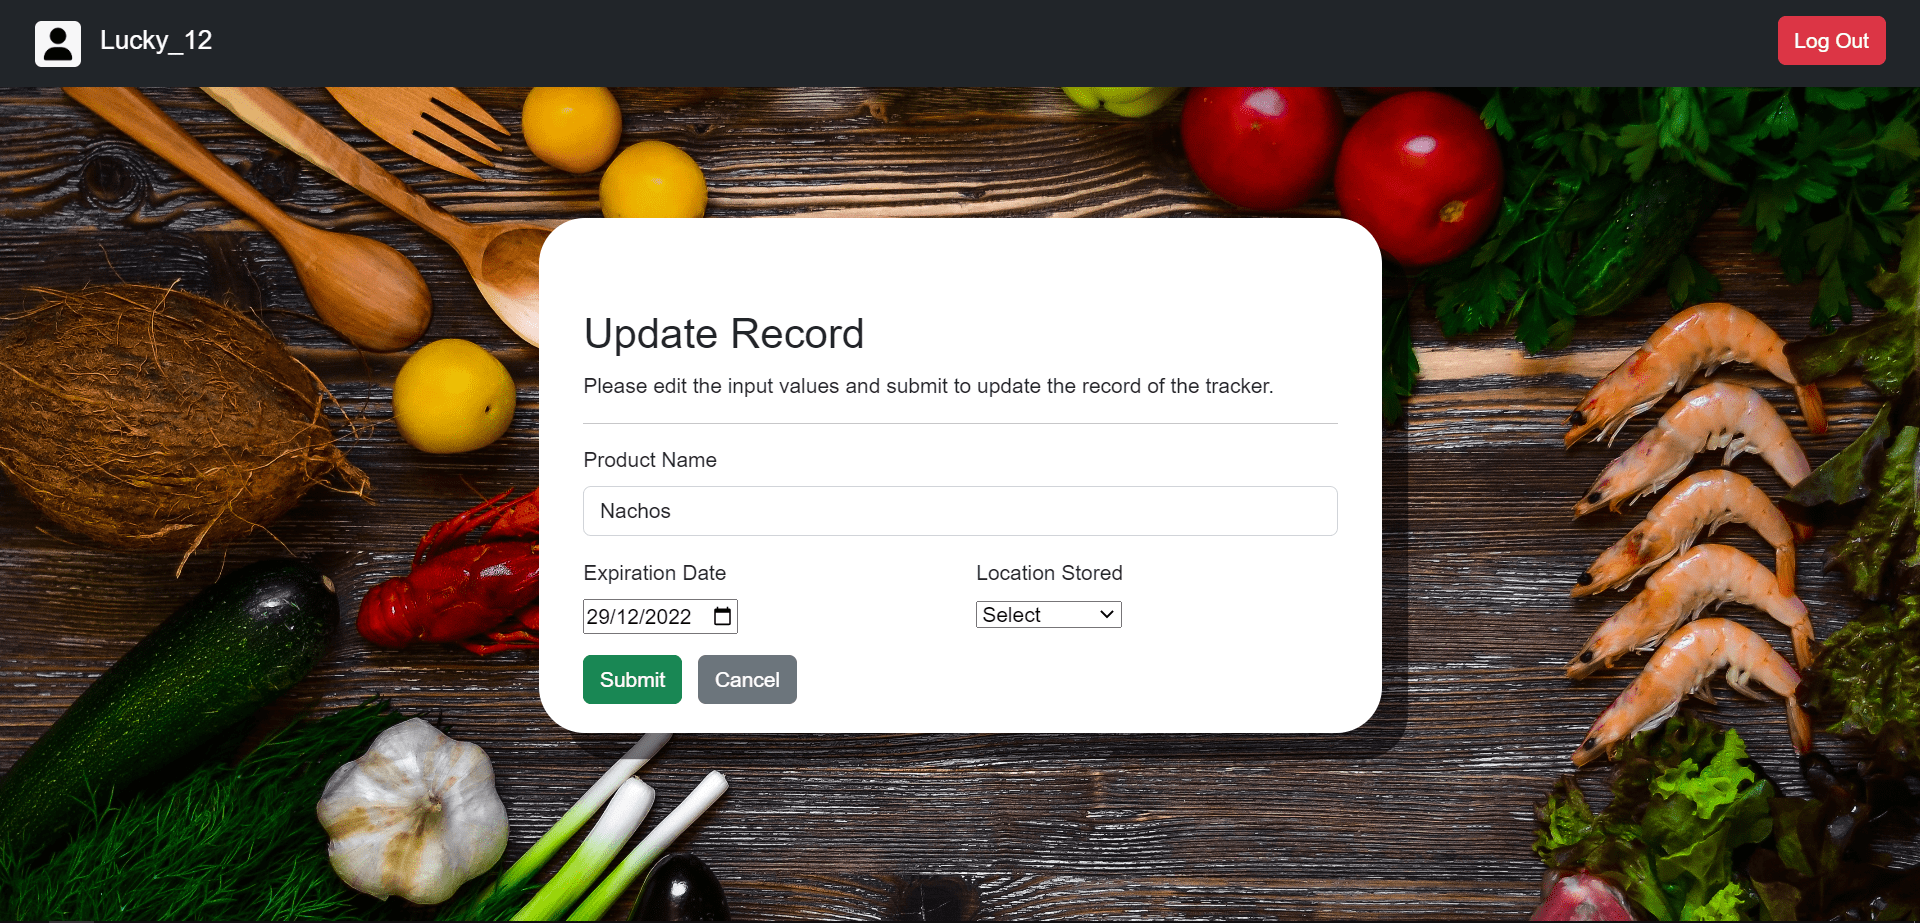 Lucky_12
Log Out
Update Record
Please edit the input values and submit to update the record of the tracker.
Product Name
Nachos
Expiration Date
Location Stored
29/12/2022
Select
Submit
Cancel